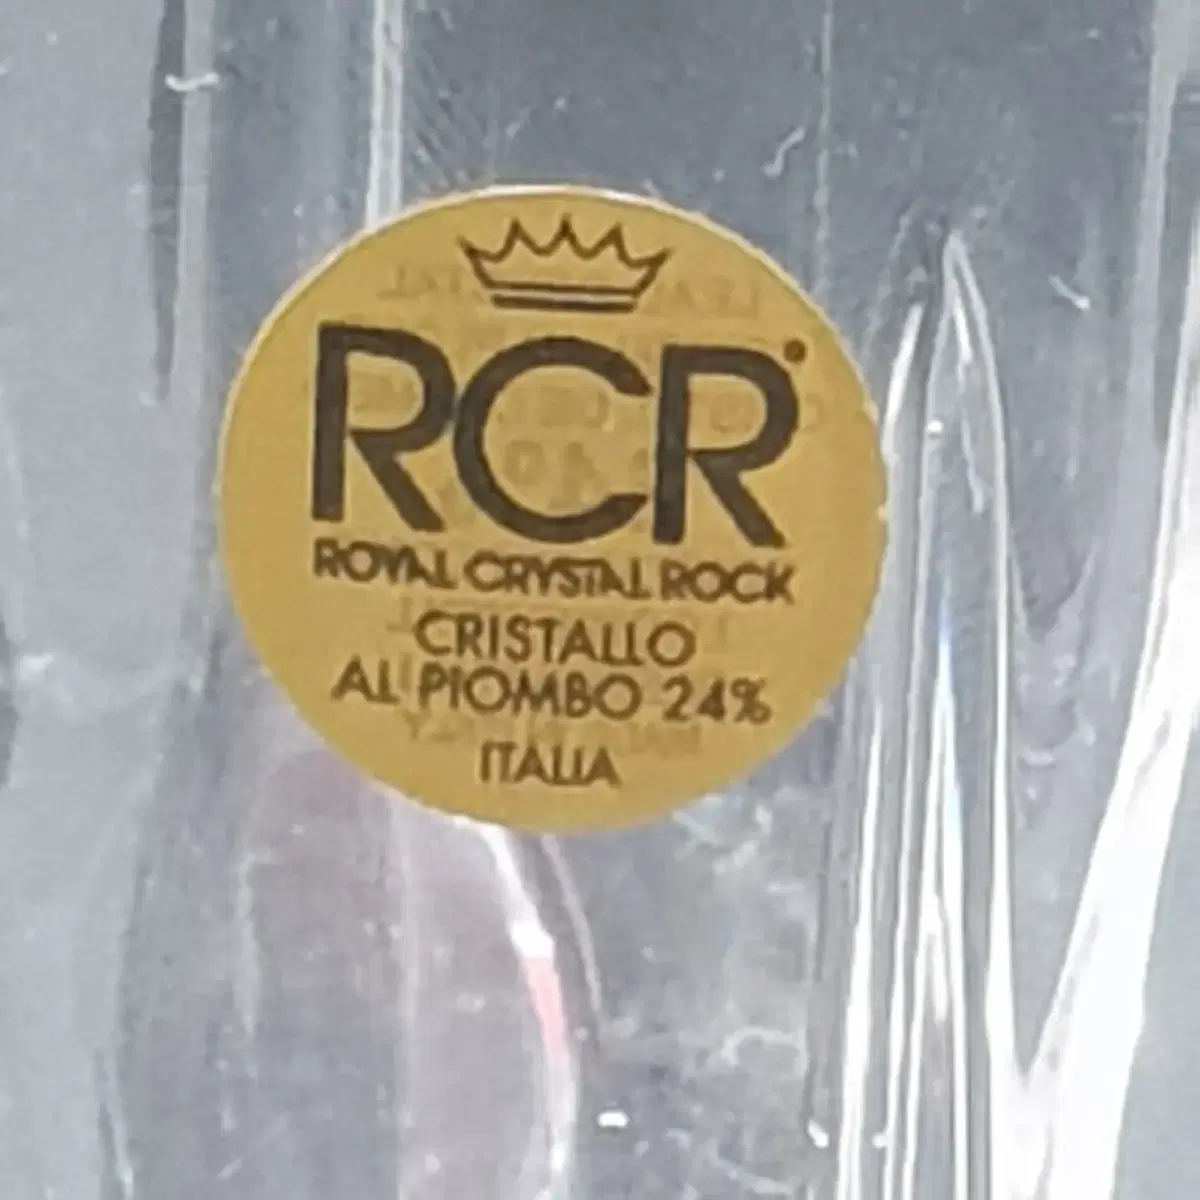 RCR
ROYAL CRYSTAL ROCK
CRISTALLO
AL PIOMBO 24%
ITALIA